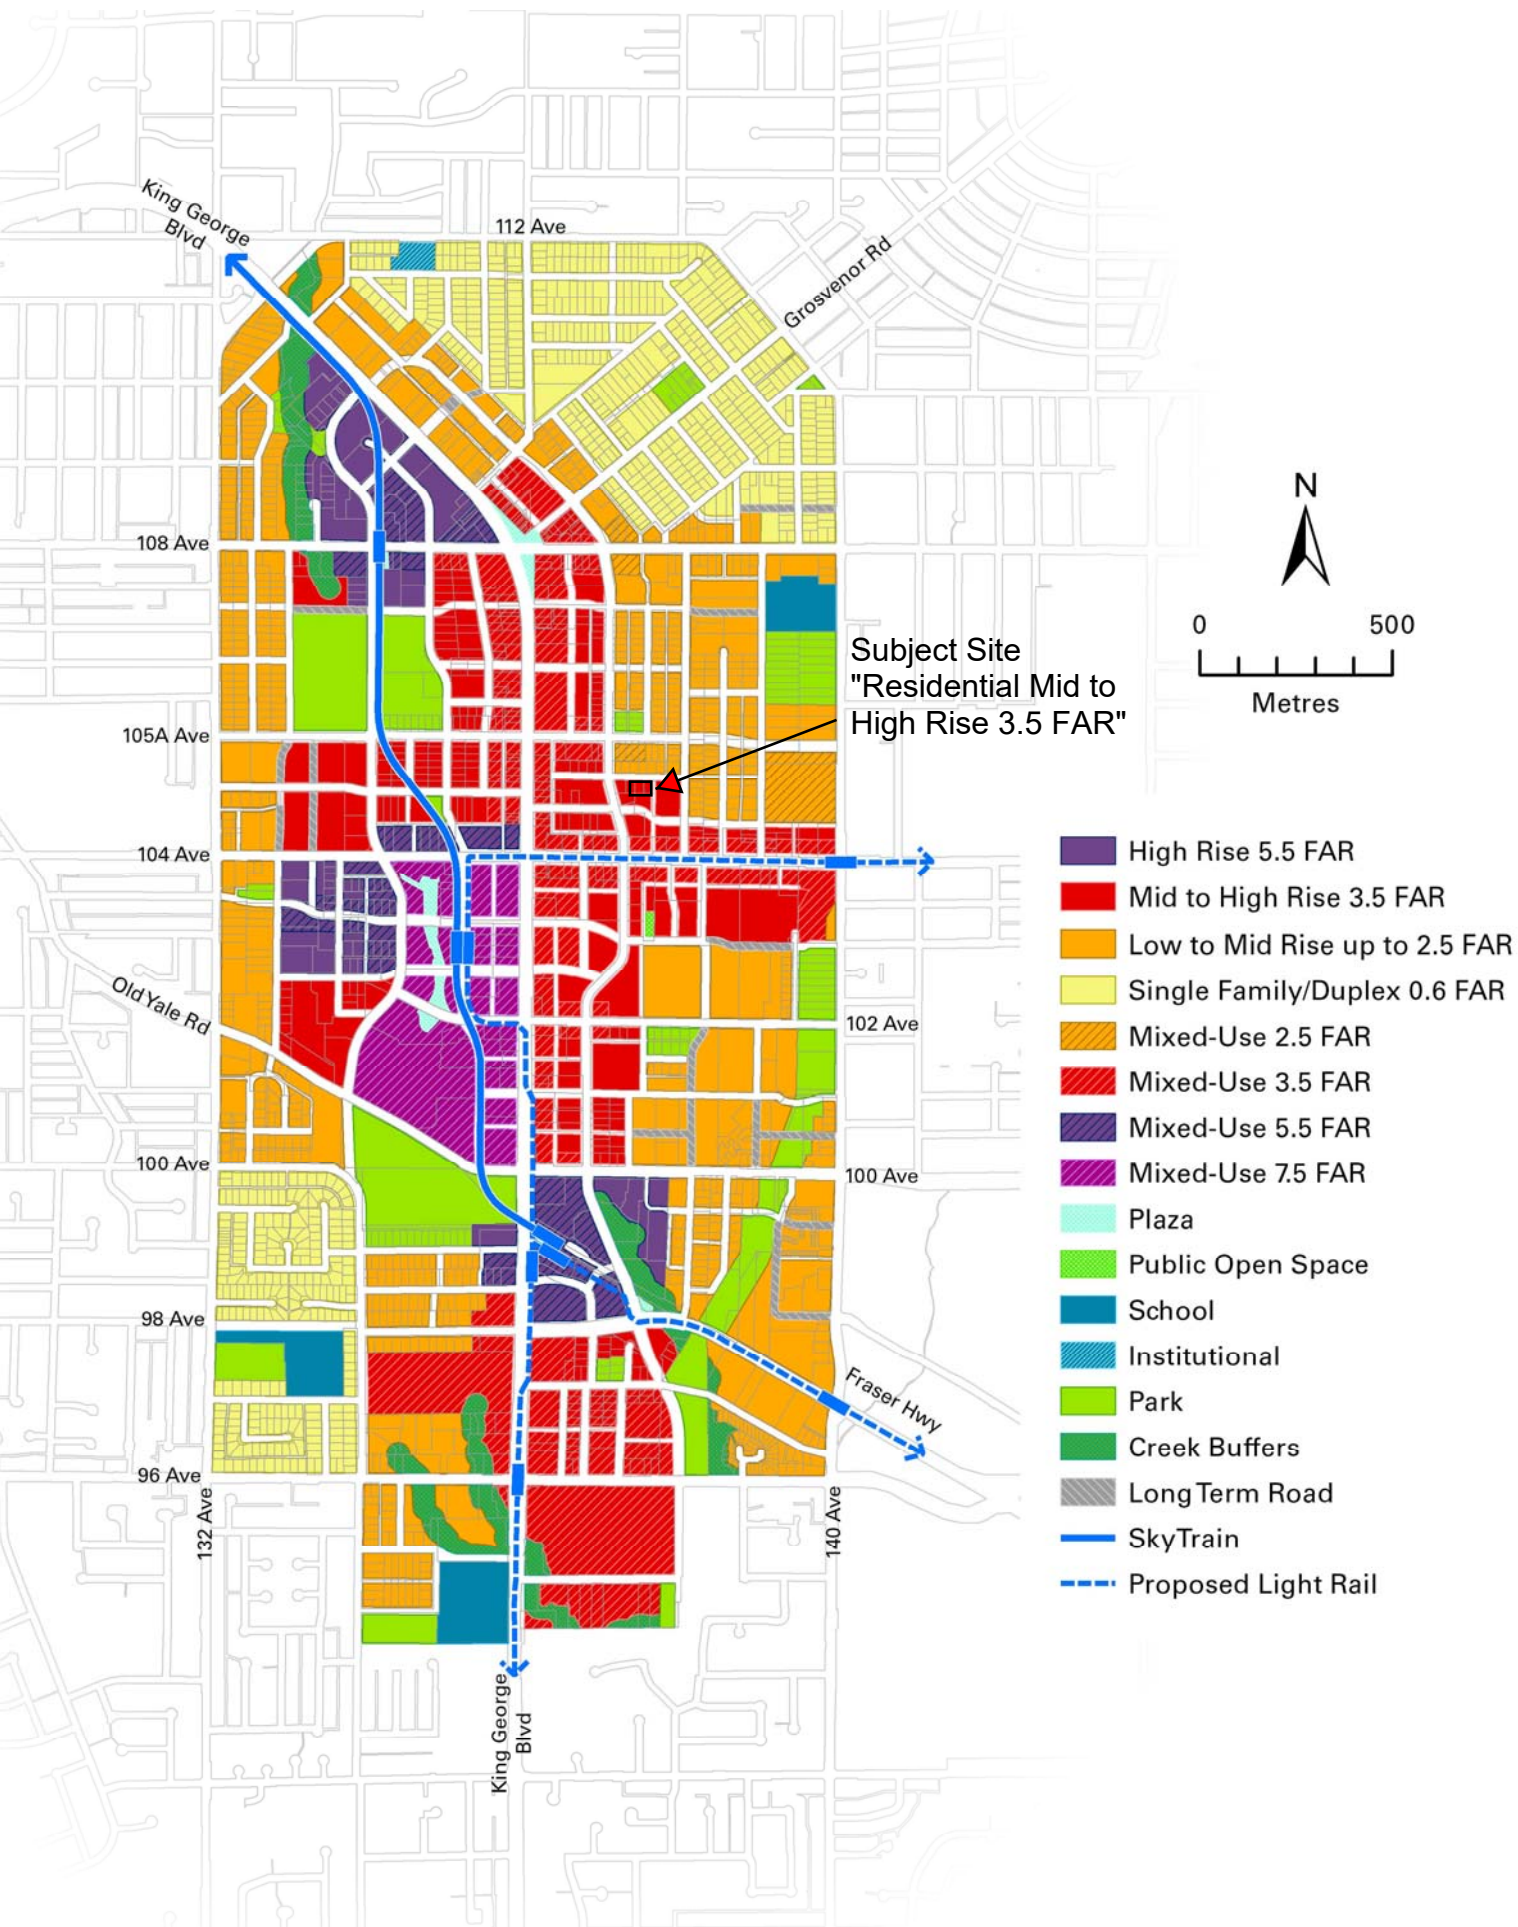 King George
Blvd
112 Ave
Grosvenor Rd
N
108 Ave
0 500
Metres
Subject Site
"Residential Mid to
High Rise 3.5 FAR"
105A Ave
104 Ave
High Rise 5.5 FAR
Mid to High Rise 3.5 FAR
Low to Mid Rise up to 2.5 FAR
Single Family/Duplex 0.6 FAR
Mixed-Use 2.5 FAR
Mixed-Use 3.5 FAR
Mixed-Use 5.5 FAR
Mixed-Use 7.5 FAR
Plaza
Public Open Space
School
Institutional
Park
Creek Buffers
Long Term Road
SkyTrain
Proposed Light Rail
Old Yale Rd
102 Ave
100 Ave
100 Ave
98 Ave
Fraser Hwy
96 Ave
132 Ave
140 Ave
King George
Blvd